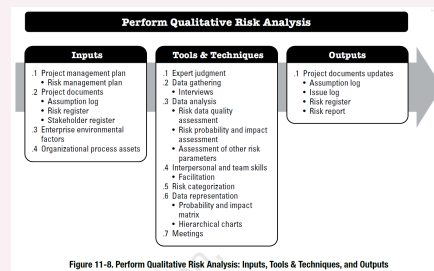 Perform Qualitative Risk Analysis
Inputs
.1 Project management plan
• Risk management plan
.2 Project documents
• Assumption log
• Risk register
• Stakeholder register
.3 Enterprise environmental
factors
.4 Organizational process assets
Tools & Techniques
.1 Expert judgment
.2 Data gathering
• Interviews
.3 Data analysis
• Risk data quality
assessment
• Risk probability and impact
assessment
• Assessment of other risk
parameters
.4 Interpersonal and team skills
• Facilitation
.5 Risk categorization
.6 Data representation
• Probability and impact
matrix
• Hierarchical charts
.7 Meetings
Outputs
.1 Project documents updates
• Assumption log
• Issue log
• Risk register
• Risk report
Figure 11-8. Perform Qualitative Risk Analysis: Inputs, Tools & Techniques, and Outputs